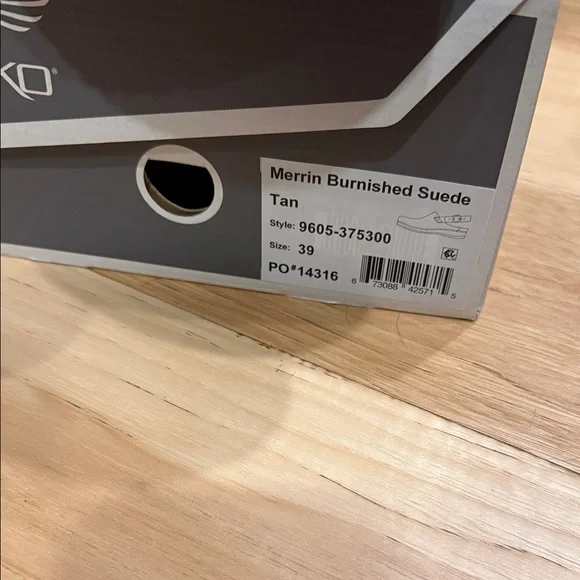 KO®
Merrin Burnished Suede
Tan
Style: 9605-375300
Size: 39
PO#14316
6 73088 42571 5